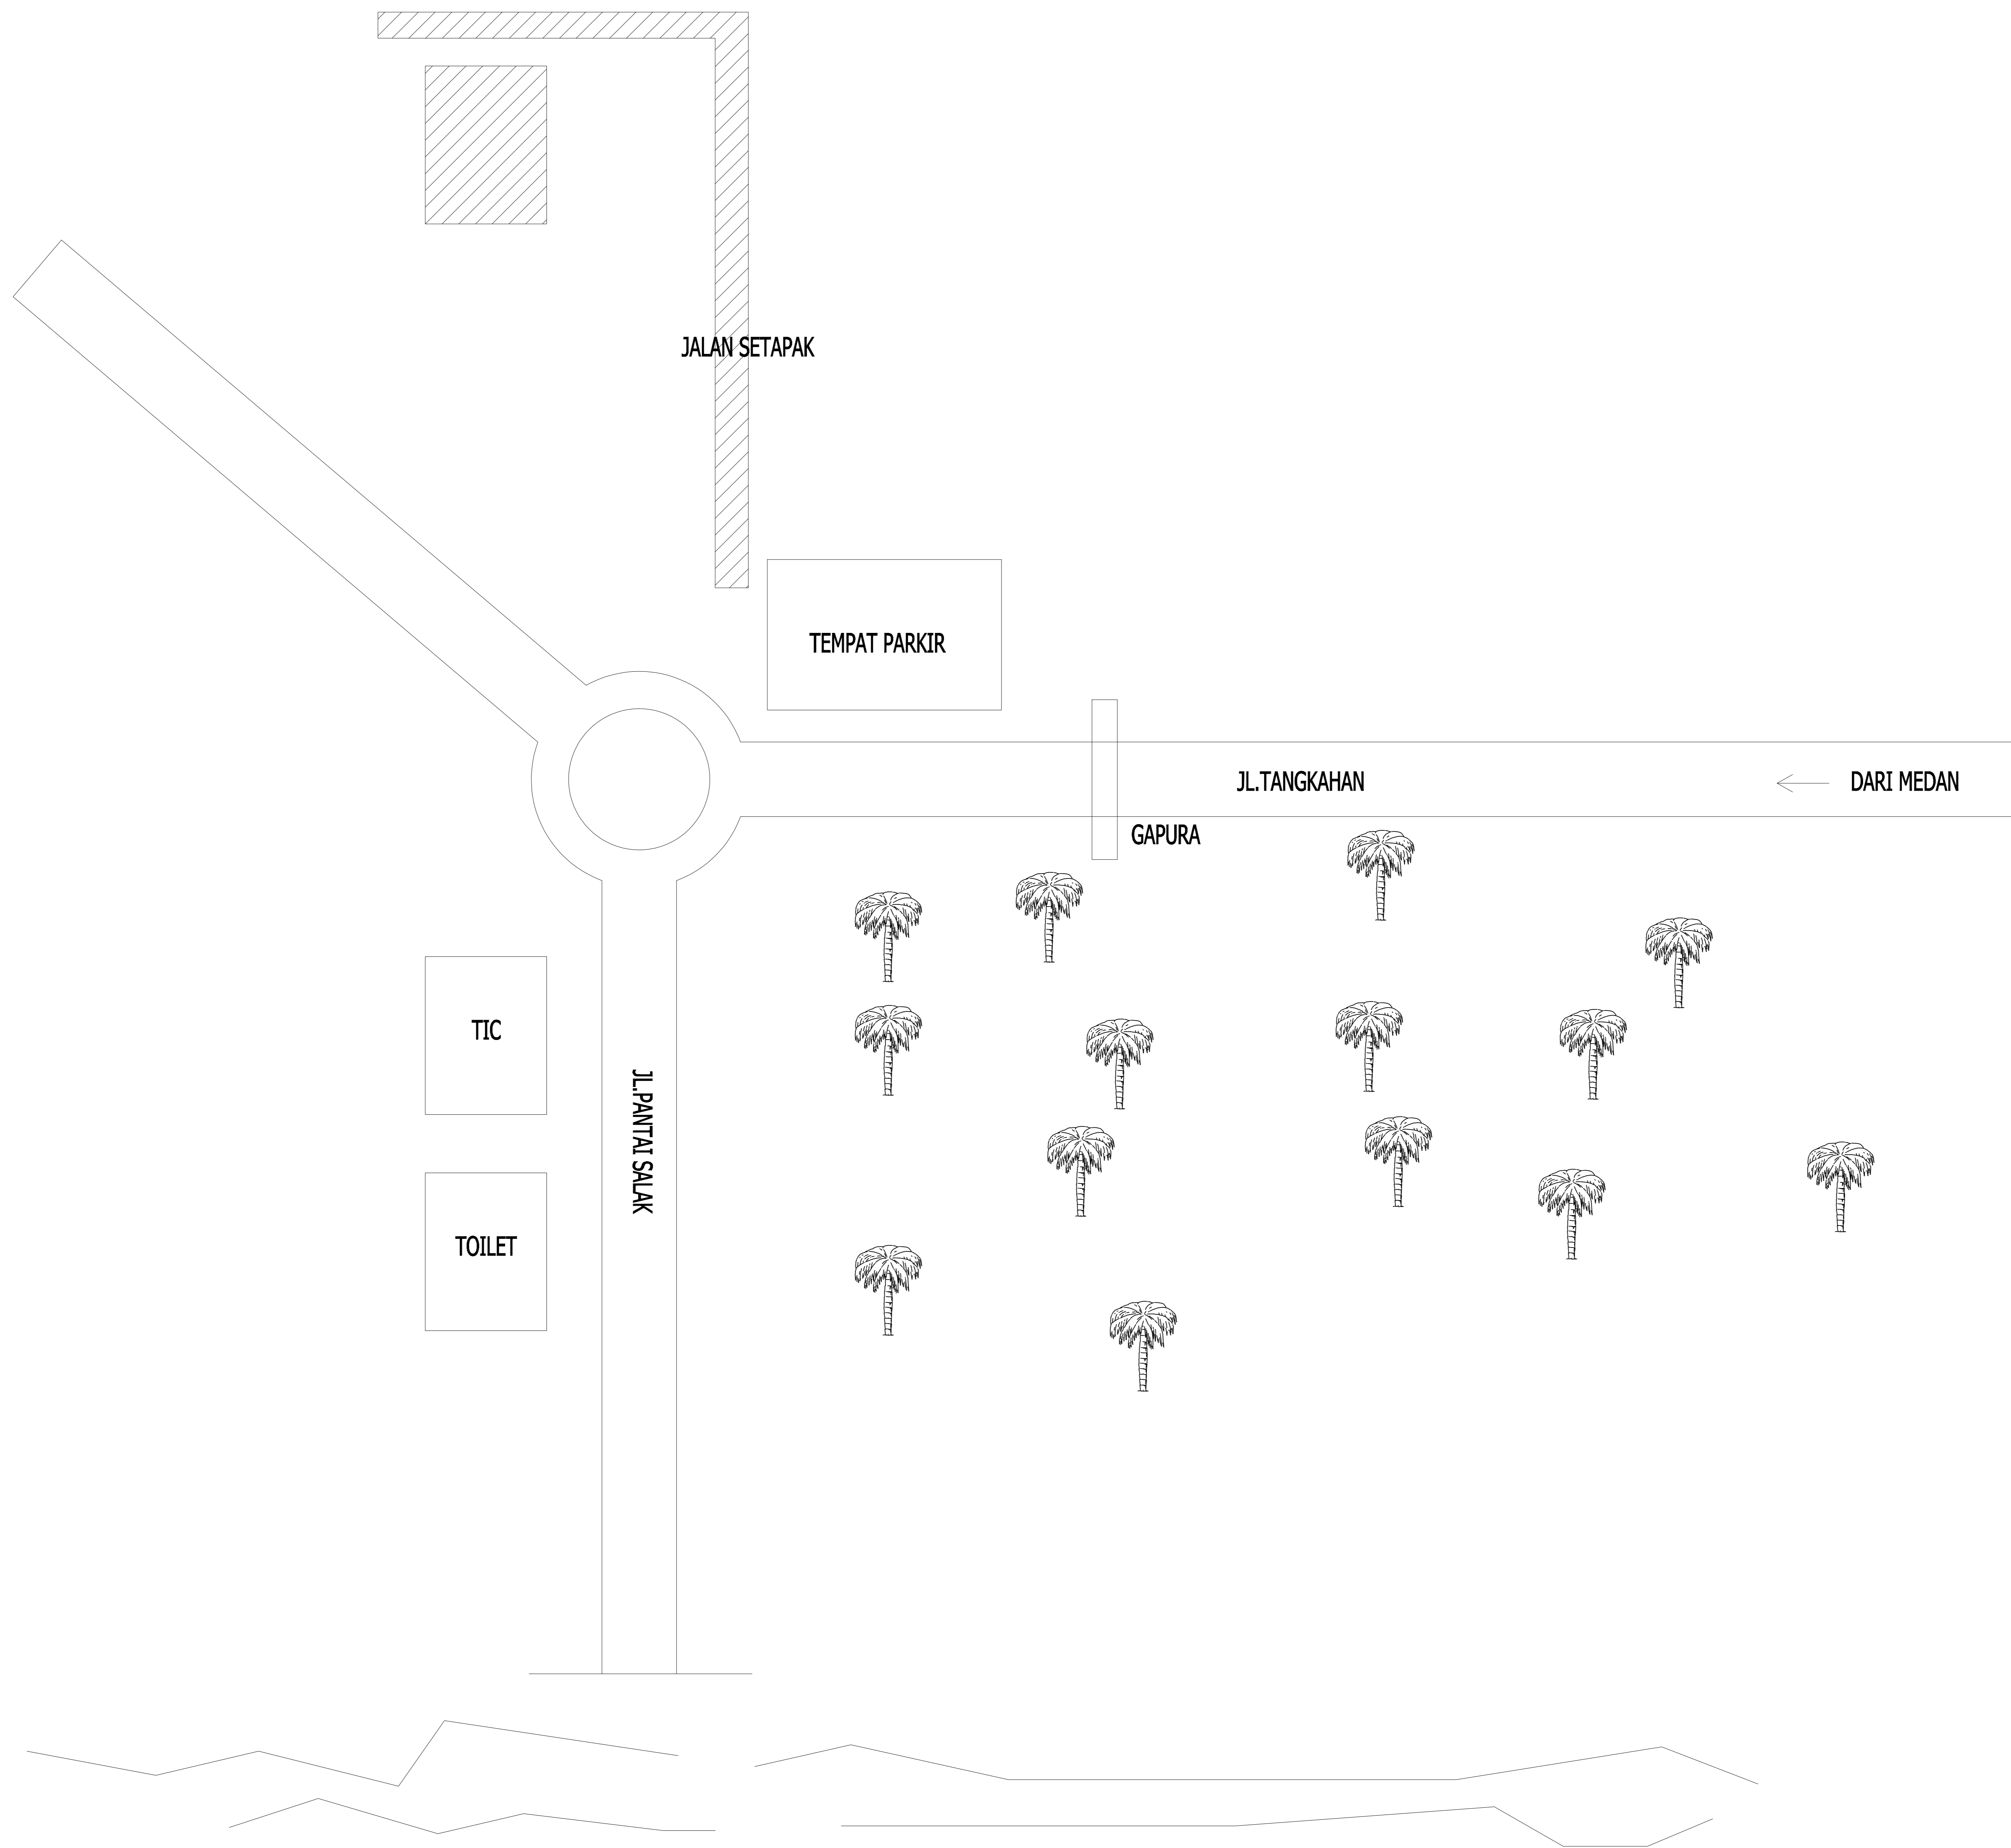 JALAN SETAPAK
TEMPAT PARKIR
JL.TANGKAHAN
DARI MEDAN
GAPURA
TIC
JL.PANTAI SALAK
TOILET